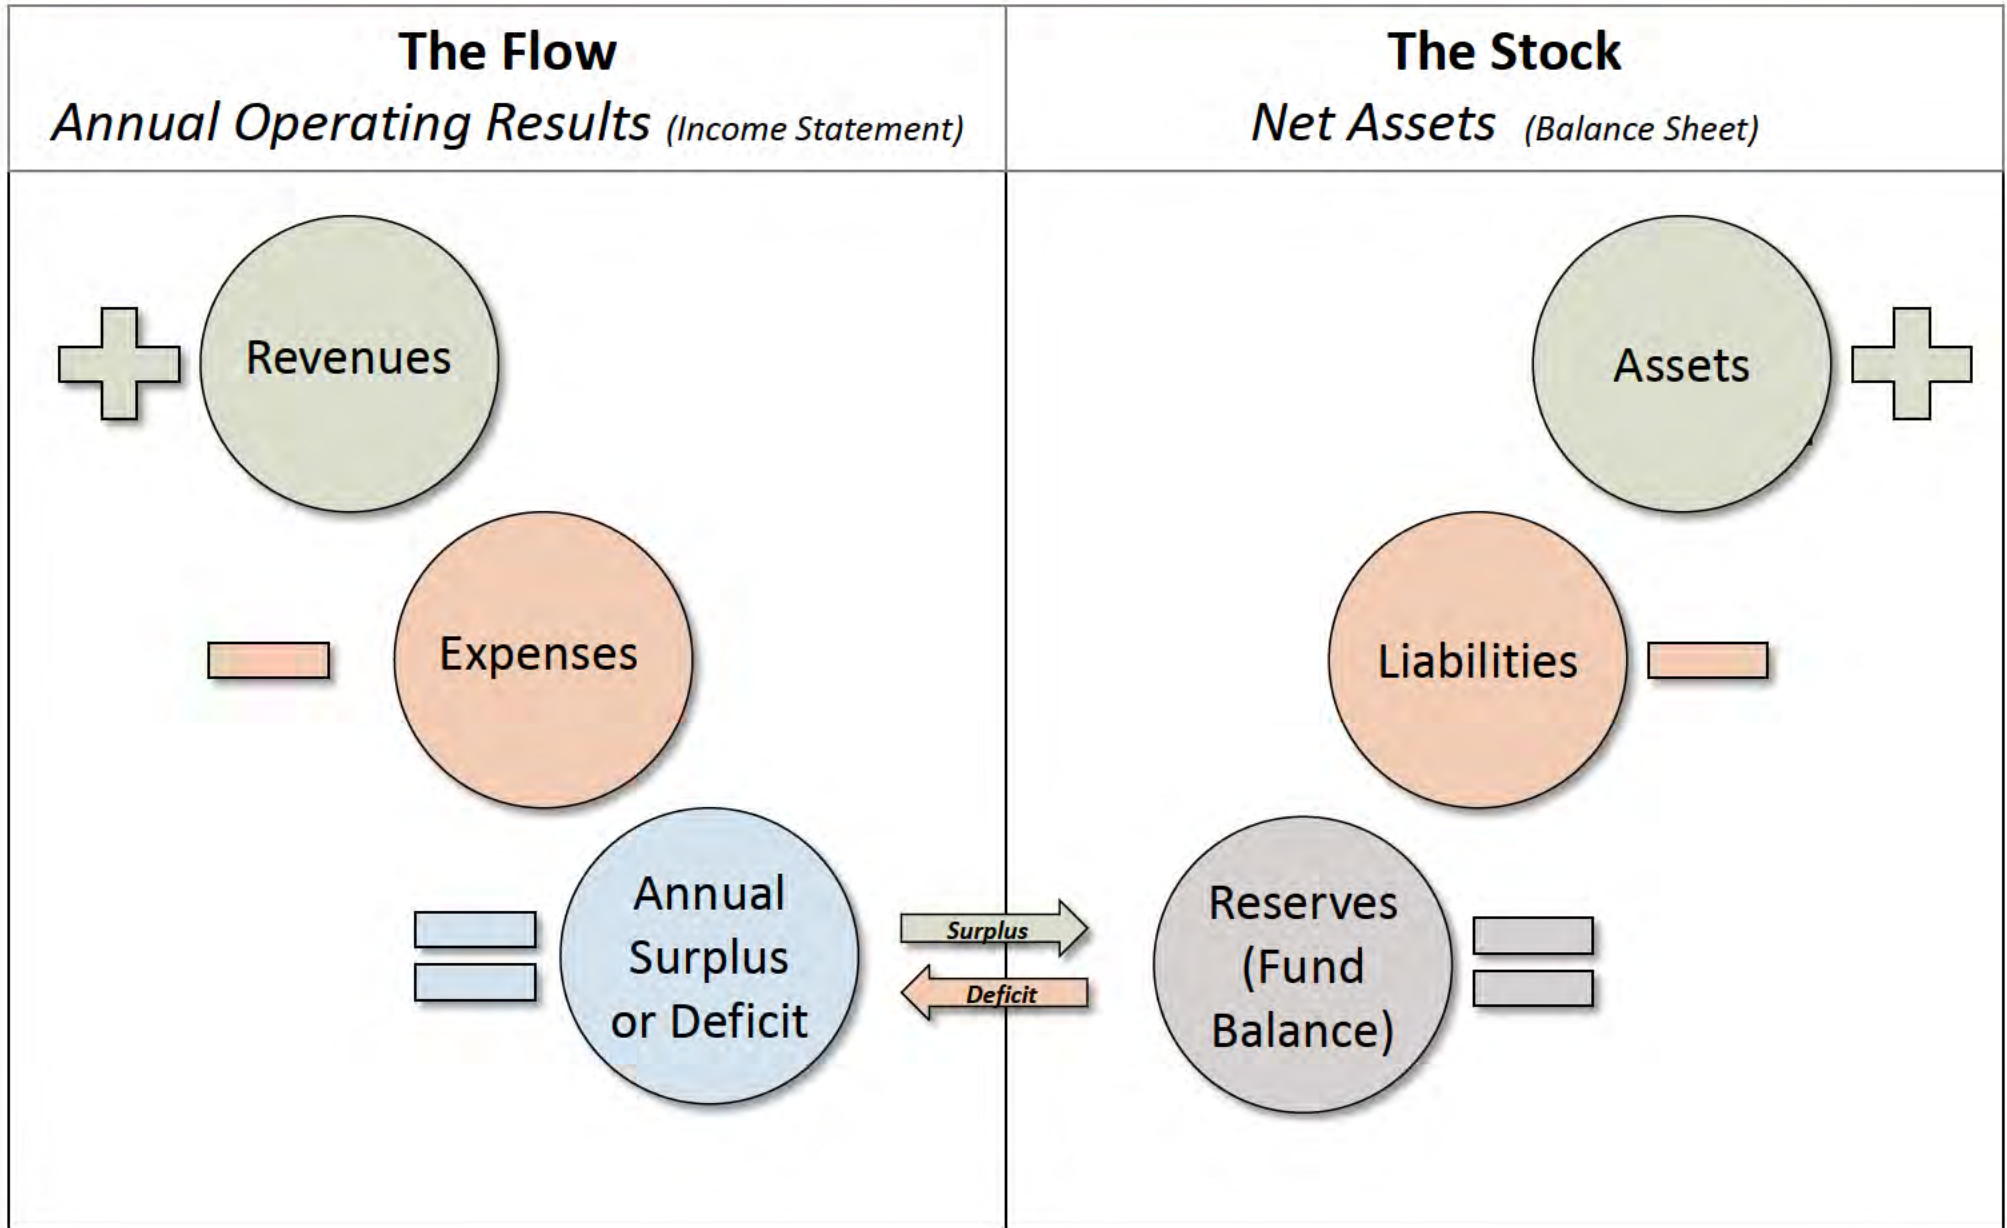 The Flow
Annual Operating Results (Income Statement)
The Stock
Net Assets (Balance Sheet)
Revenues
Expenses
Annual
Surplus
or Deficit
Surplus
Deficit
Assets
Liabilities
Reserves
(Fund
Balance)